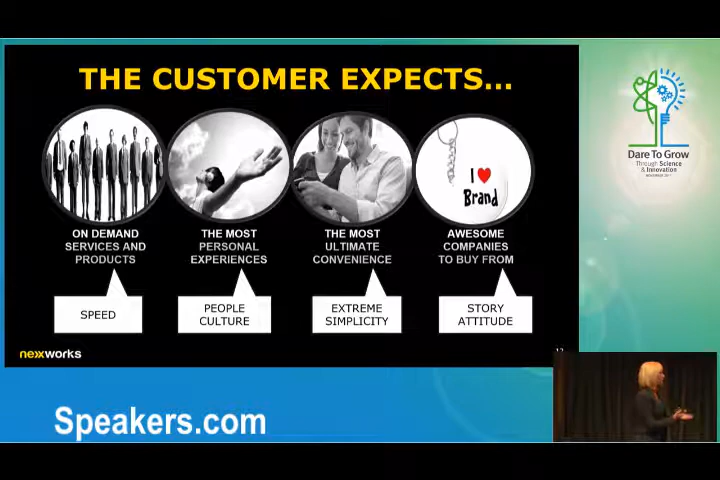 THE CUSTOMER EXPECTS...
I ❤
Brand
ON DEMAND
SERVICES AND
PRODUCTS
THE MOST
PERSONAL
EXPERIENCES
THE MOST
ULTIMATE
CONVENIENCE
AWESOME
COMPANIES
TO BUY FROM
SPEED
PEOPLE
CULTURE
EXTREME
SIMPLICITY
STORY
ATTITUDE
nexxworks
Dare To Grow
Through Science
& Innovation
Speakers.com